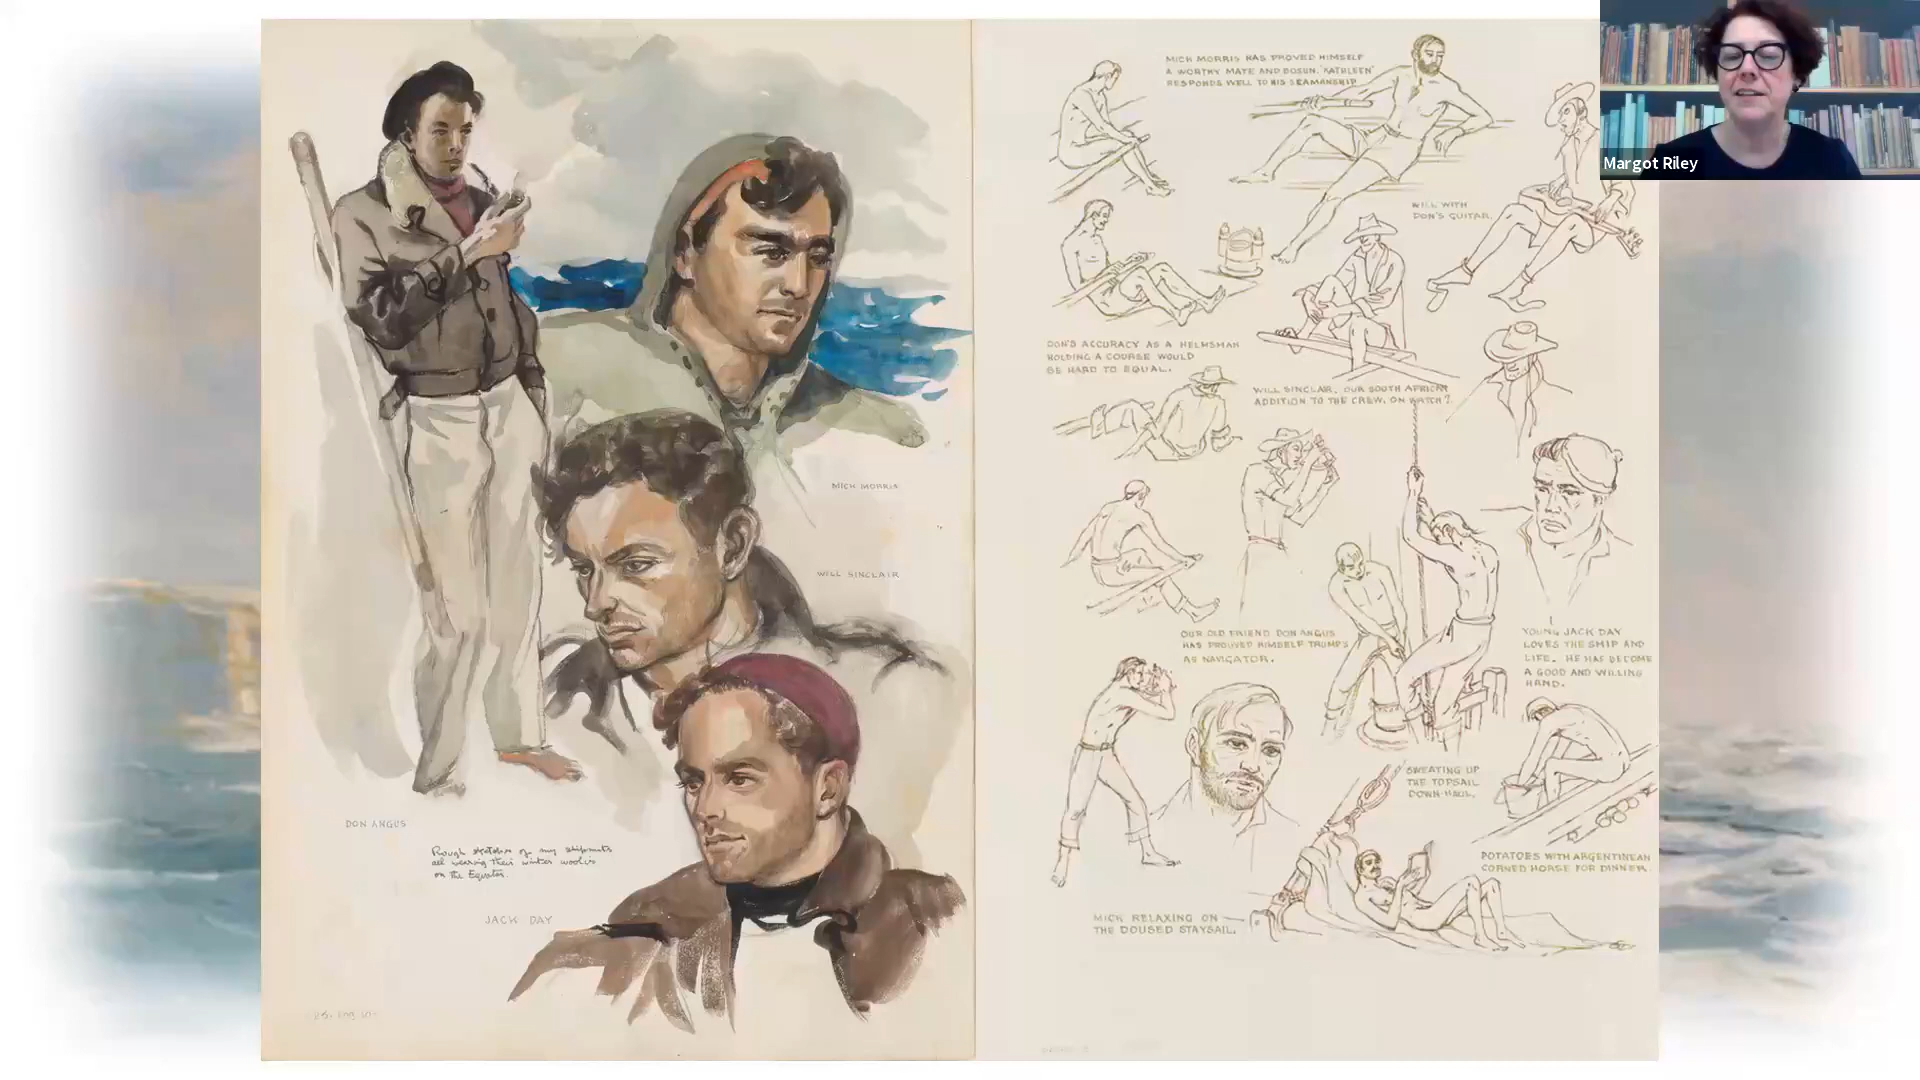 Margot Riley
MICK MORRIS
WILL SINCLAIR
DON ANGUS
Rough sketches of my shipmates
all wearing their winter woolies
on the Equator.
JACK DAY
MICK MORRIS HAS PROVED HIMSELF
A WORTHY MATE AND BOSUN. "KATHLEEN"
RESPONDS WELL TO HIS SEAMANSHIP
WILL WITH
DON'S GUITAR.
DON'S ACCURACY AS A HELMSMAN
HOLDING A COURSE WOULD
BE HARD TO EQUAL.
WILL SINCLAIR, OUR SOUTH AFRICAN
ADDITION TO THE CREW, ON WATCH?
OUR OLD FRIEND DON ANGUS
HAS PROUVED HIMSELF TRUMPS
AS NAVIGATOR.
YOUNG JACK DAY
LOVES THE SHIP AND
LIFE. HE HAS BECOME
A GOOD AND WILLING
HAND.
SWEATING UP
THE TOPSAIL
DOWN-HAUL.
POTATOES WITH ARGENTINEAN
CORNED HORSE FOR DINNER.
MICK RELAXING ON
THE DOUSED STAYSAIL.